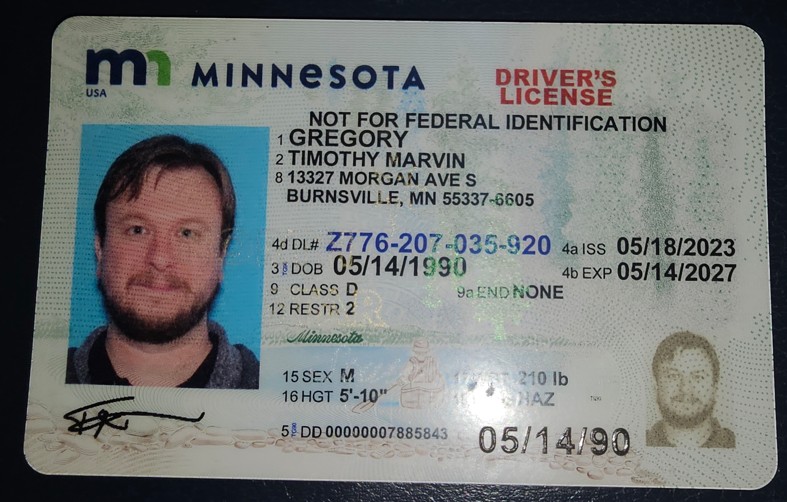 mn MINNESOTA
USA
DRIVER'S
LICENSE
NOT FOR FEDERAL IDENTIFICATION
1 GREGORY
2 TIMOTHY MARVIN
8 13327 MORGAN AVE S
BURNSVILLE, MN 55337-6605
4d DL# Z776-207-035-920 4a ISS 05/18/2023
3 DOB 05/14/1990 4b EXP 05/14/2027
9 CLASS D 9a END NONE
12 RESTR 2
Minnesota
15 SEX M 210 lb
16 HGT 5'-10" HAZ
5 DD 00000007885843 05/14/90